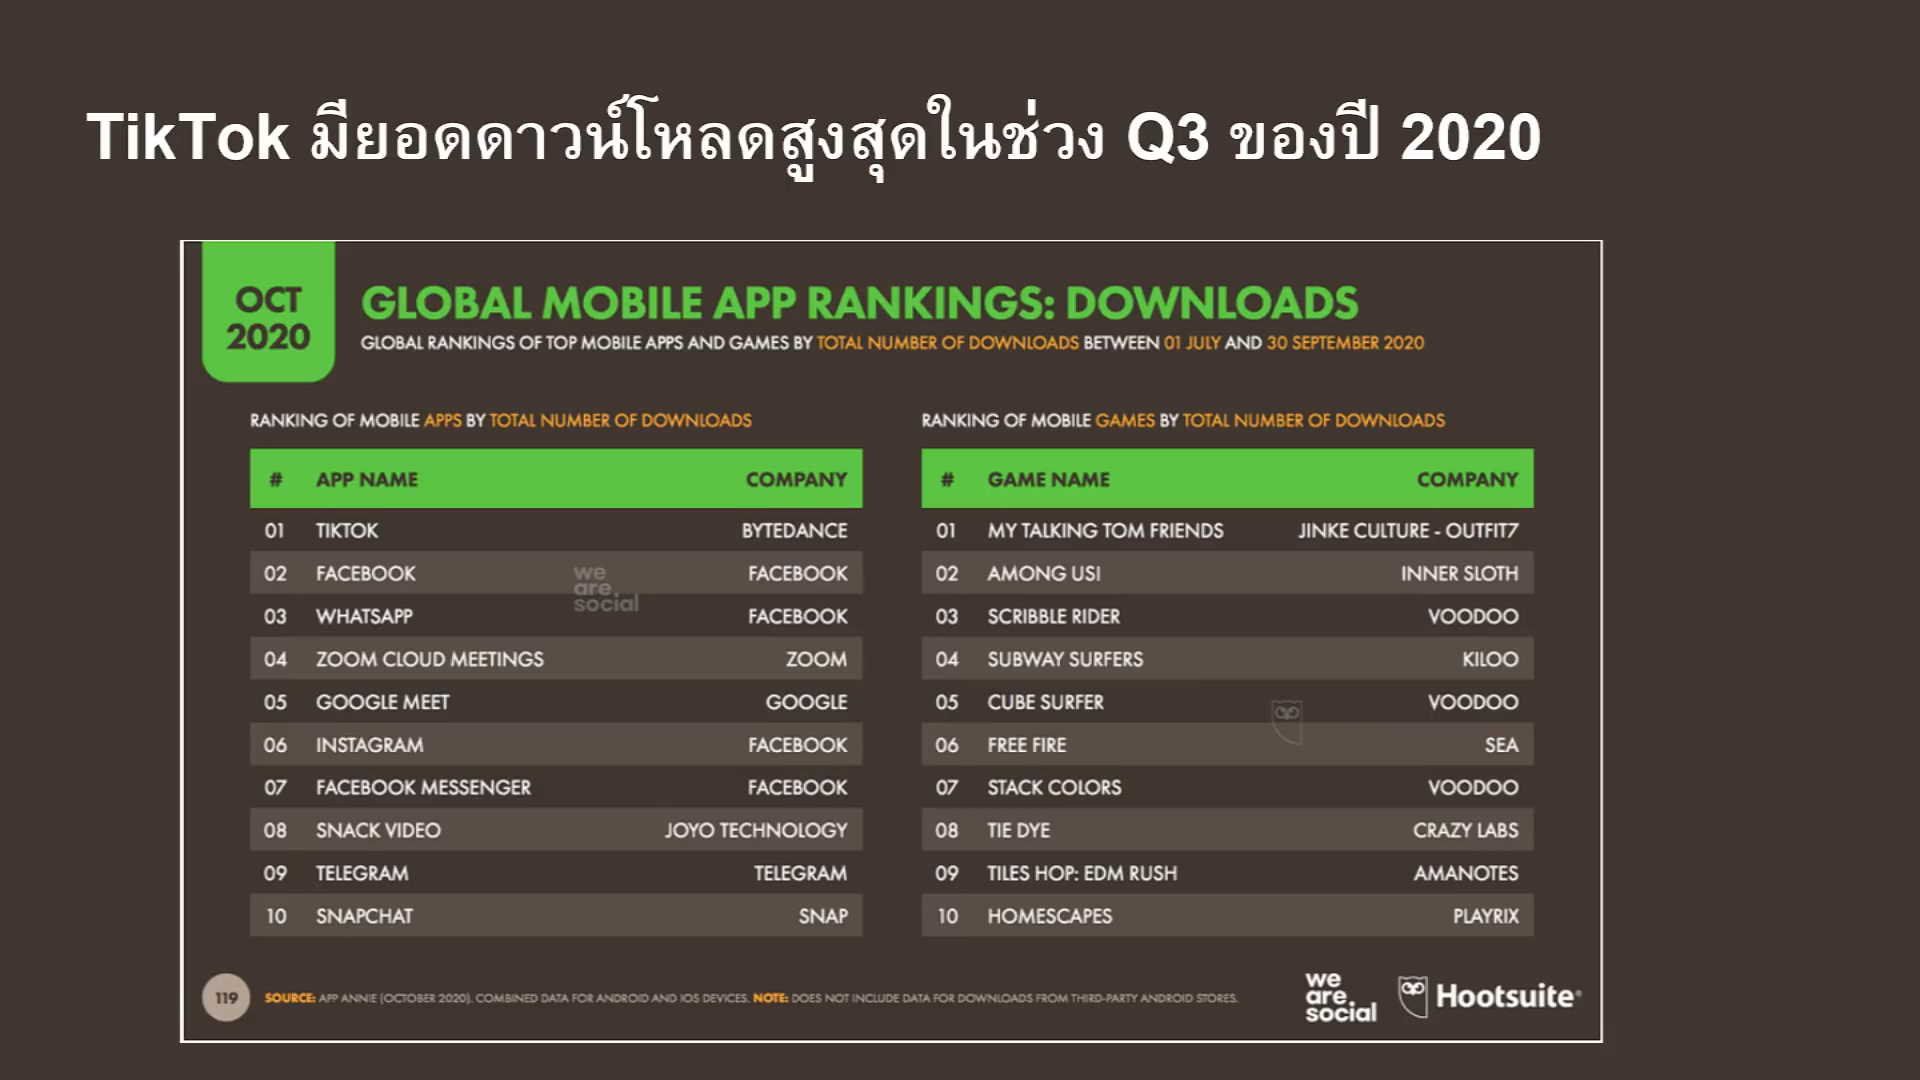 TikTok มียอดดาวน์โหลดสูงสุดในช่วง Q3 ของปี 2020
OCT
2020
GLOBAL MOBILE APP RANKINGS: DOWNLOADS
GLOBAL RANKINGS OF TOP MOBILE APPS AND GAMES BY TOTAL NUMBER OF DOWNLOADS BETWEEN 01 JULY AND 30 SEPTEMBER 2020
RANKING OF MOBILE APPS BY TOTAL NUMBER OF DOWNLOADS
# APP NAME COMPANY
01 TIKTOK BYTEDANCE
02 FACEBOOK FACEBOOK
03 WHATSAPP FACEBOOK
04 ZOOM CLOUD MEETINGS ZOOM
05 GOOGLE MEET GOOGLE
06 INSTAGRAM FACEBOOK
07 FACEBOOK MESSENGER FACEBOOK
08 SNACK VIDEO JOYO TECHNOLOGY
09 TELEGRAM TELEGRAM
10 SNAPCHAT SNAP
we
are.
social
RANKING OF MOBILE GAMES BY TOTAL NUMBER OF DOWNLOADS
# GAME NAME COMPANY
01 MY TALKING TOM FRIENDS JINKE CULTURE - OUTFIT7
02 AMONG US! INNER SLOTH
03 SCRIBBLE RIDER VOODOO
04 SUBWAY SURFERS KILOO
05 CUBE SURFER VOODOO
06 FREE FIRE SEA
07 STACK COLORS VOODOO
08 TIE DYE CRAZY LABS
09 TILES HOP: EDM RUSH AMANOTES
10 HOMESCAPES PLAYRIX
119
SOURCE: APP ANNIE (OCTOBER 2020). COMBINED DATA FOR ANDROID AND IOS DEVICES. NOTE: DOES NOT INCLUDE DATA FOR DOWNLOADS FROM THIRD-PARTY ANDROID STORES.
we
are.
social
Hootsuite®